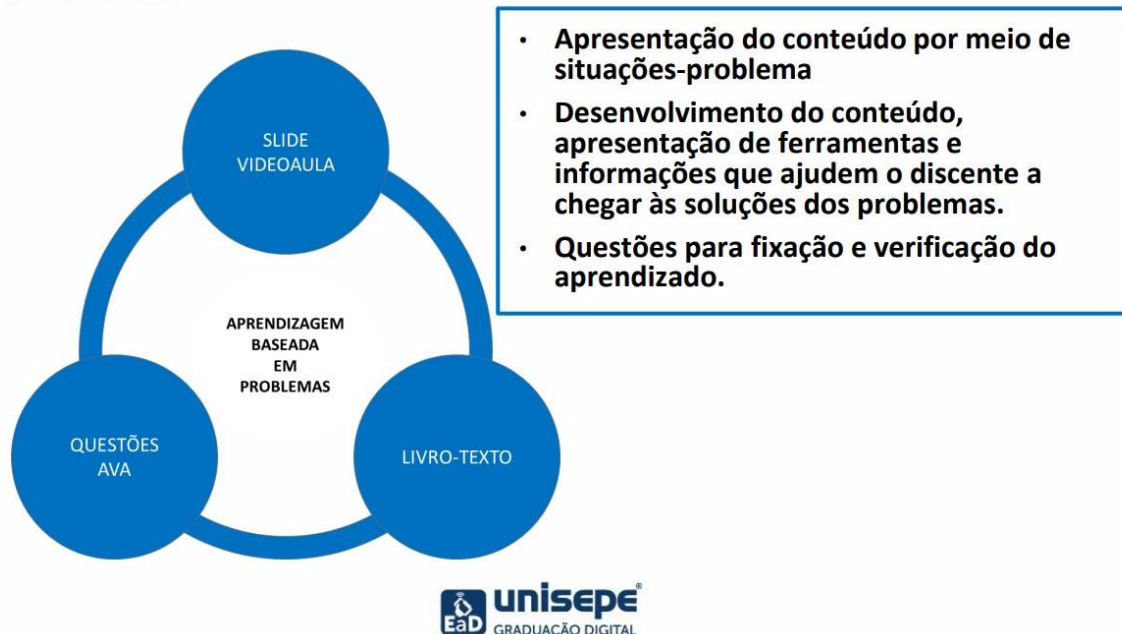 SLIDE
VIDEOAULA
APRENDIZAGEM
BASEADA
EM
PROBLEMAS
QUESTÕES
AVA
LIVRO-TEXTO
• Apresentação do conteúdo por meio de
situações-problema
• Desenvolvimento do conteúdo,
apresentação de ferramentas e
informações que ajudem o discente a
chegar às soluções dos problemas.
• Questões para fixação e verificação do
aprendizado.
EaD
unisepe®
GRADUAÇÃO DIGITAL